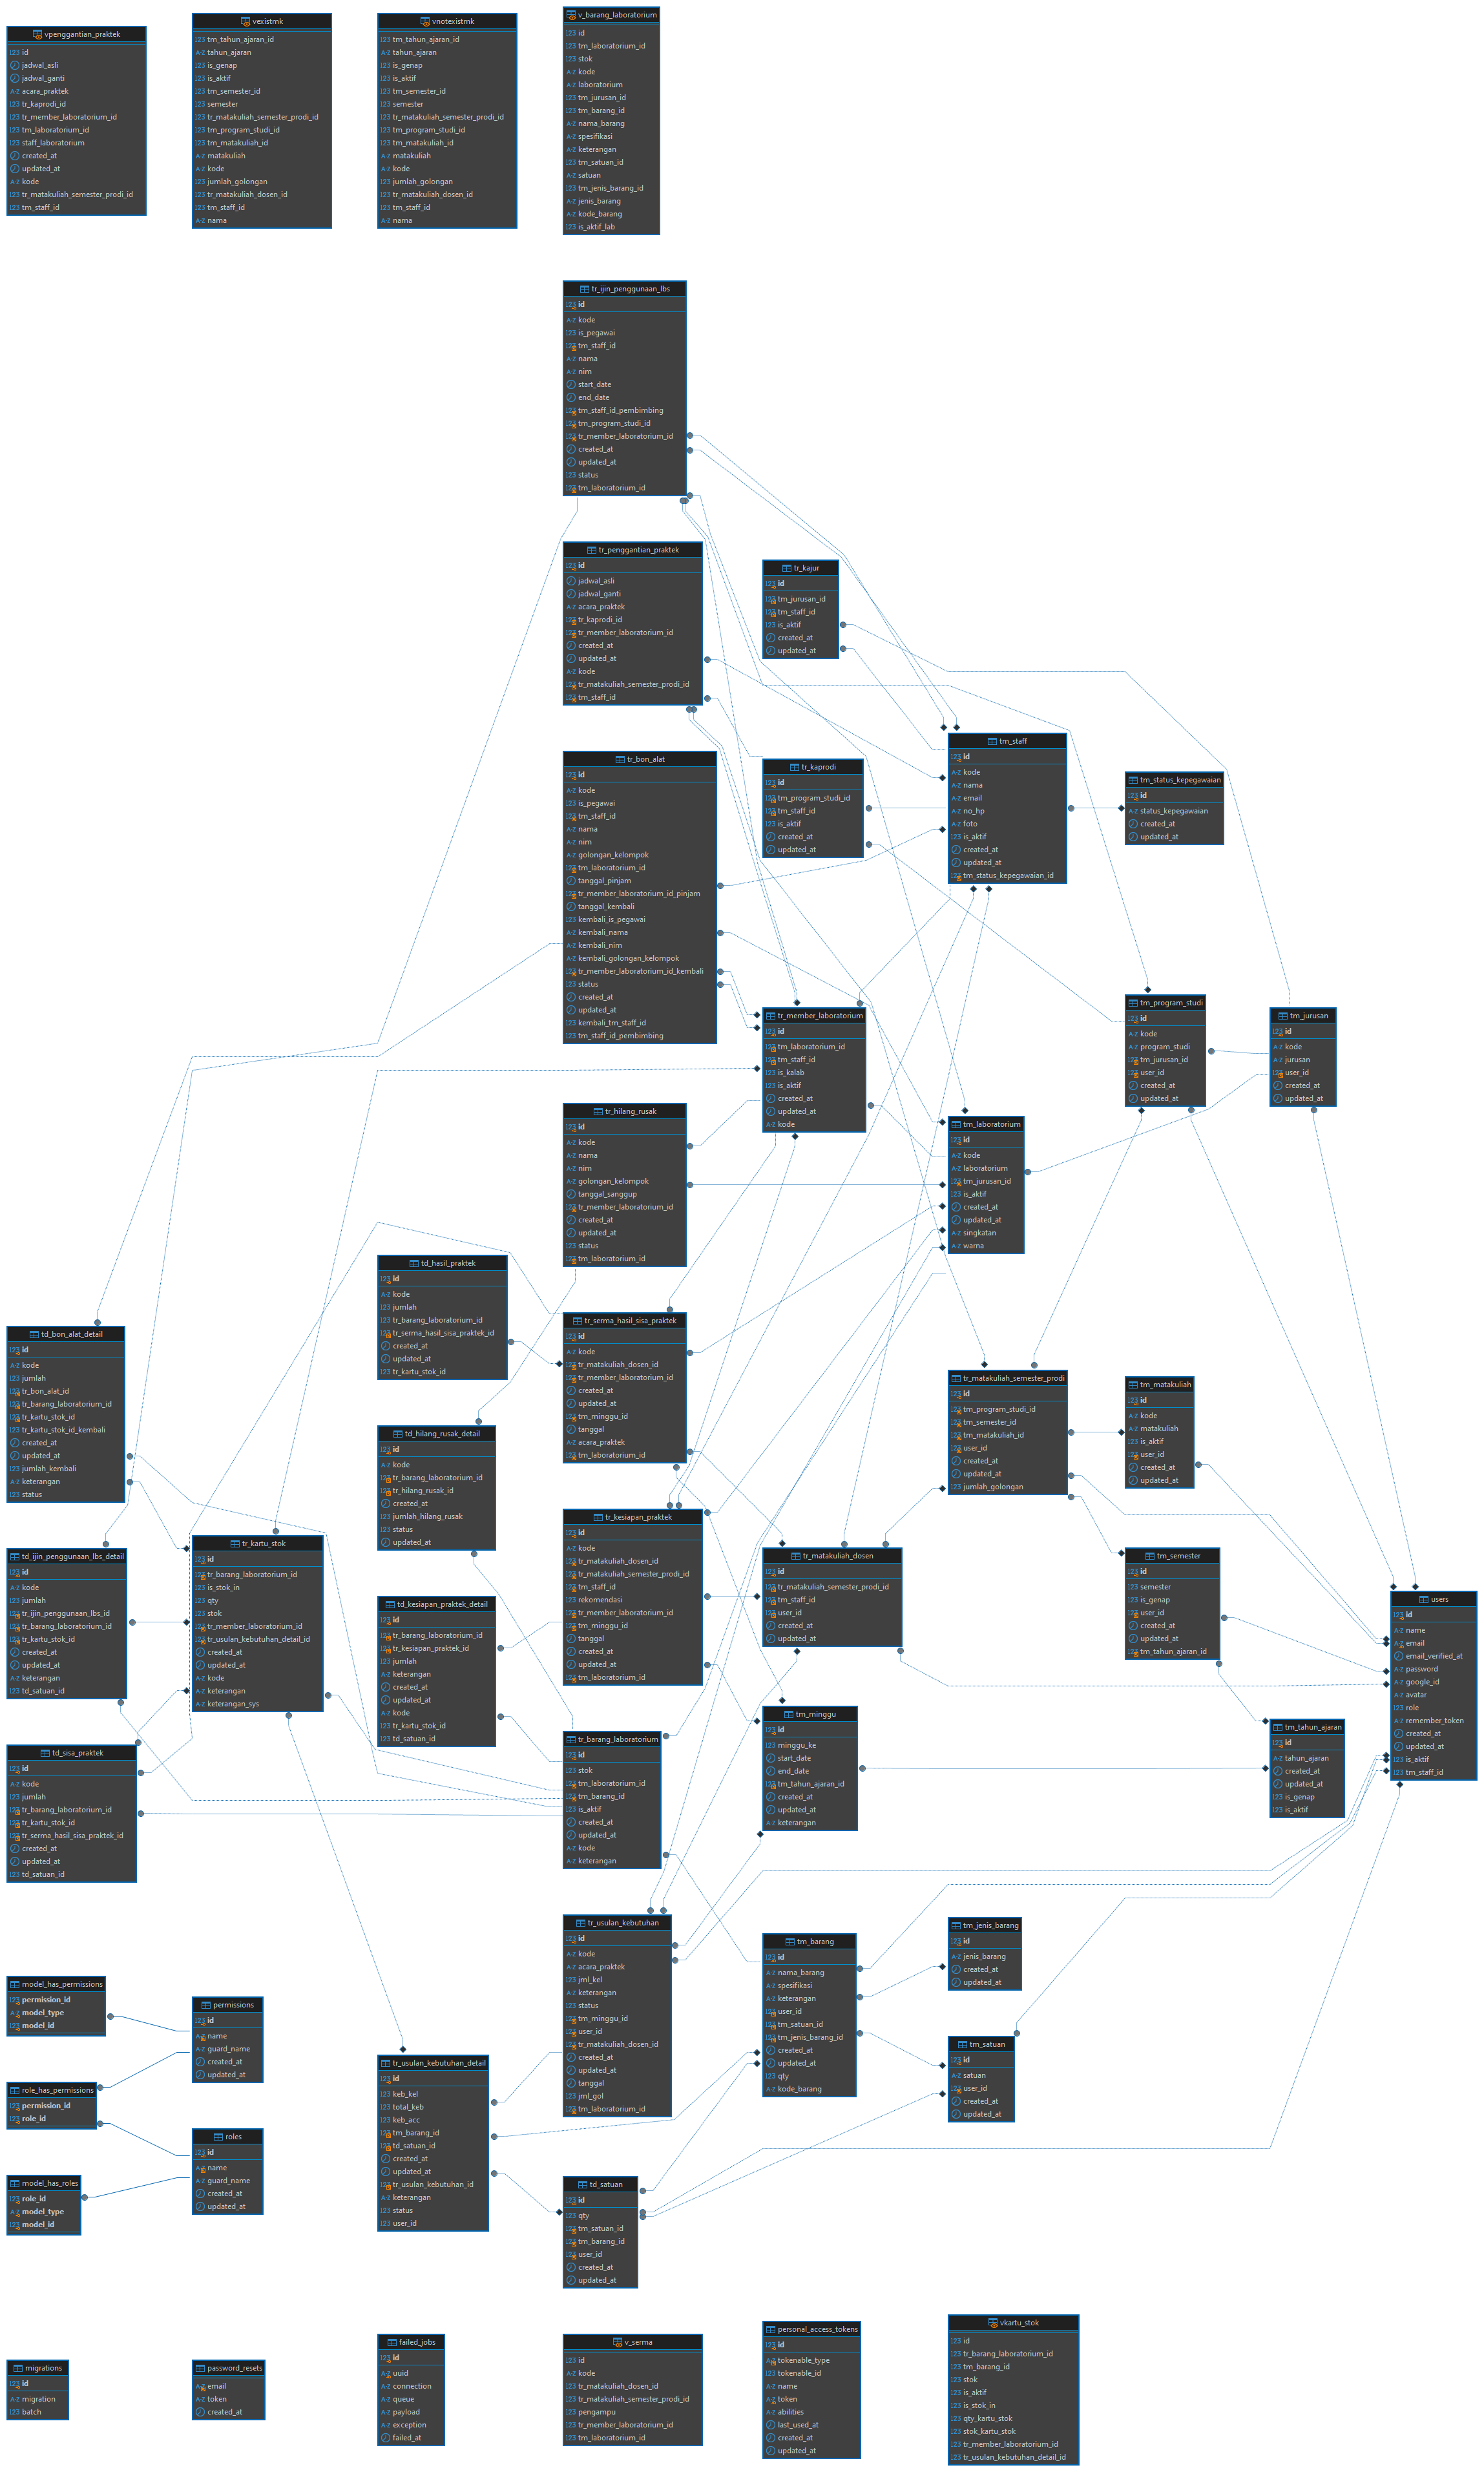 vpenggantian_praktek
id
jadwal_asli
jadwal_ganti
acara_praktek
tr_kaprodi_id
tr_member_laboratorium_id
tm_laboratorium_id
staff_laboratorium
created_at
updated_at
kode
tr_matakuliah_semester_prodi_id
tm_staff_id
vexistmk
tm_tahun_ajaran_id
tahun_ajaran
is_genap
is_aktif
tm_semester_id
semester
tr_matakuliah_semester_prodi_id
tm_program_studi_id
tm_matakuliah_id
matakuliah
kode
jumlah_golongan
tr_matakuliah_dosen_id
tm_staff_id
nama
vnotexistmk
tm_tahun_ajaran_id
tahun_ajaran
is_genap
is_aktif
tm_semester_id
semester
tr_matakuliah_semester_prodi_id
tm_program_studi_id
tm_matakuliah_id
matakuliah
kode
jumlah_golongan
tr_matakuliah_dosen_id
tm_staff_id
nama
v_barang_laboratorium
id
tm_laboratorium_id
stok
kode
laboratorium
tm_jurusan_id
tm_barang_id
nama_barang
spesifikasi
keterangan
tm_satuan_id
satuan
tm_jenis_barang_id
jenis_barang
kode_barang
is_aktif_lab
tr_ijin_penggunaan_lbs
id
kode
is_pegawai
tm_staff_id
nama
nim
start_date
end_date
tm_staff_id_pembimbing
tm_program_studi_id
tr_member_laboratorium_id
created_at
updated_at
status
tm_laboratorium_id
tr_penggantian_praktek
id
jadwal_asli
jadwal_ganti
acara_praktek
tr_kaprodi_id
tr_member_laboratorium_id
created_at
updated_at
kode
tr_matakuliah_semester_prodi_id
tm_staff_id
tr_kajur
id
tm_jurusan_id
tm_staff_id
is_aktif
created_at
updated_at
tr_bon_alat
id
kode
is_pegawai
tm_staff_id
nama
nim
golongan_kelompok
tm_laboratorium_id
tanggal_pinjam
tr_member_laboratorium_id_pinjam
tanggal_kembali
kembali_is_pegawai
kembali_nama
kembali_nim
kembali_golongan_kelompok
tr_member_laboratorium_id_kembali
status
created_at
updated_at
kembali_tm_staff_id
tm_staff_id_pembimbing
tr_kaprodi
id
tm_program_studi_id
tm_staff_id
is_aktif
created_at
updated_at
tm_staff
id
kode
nama
email
no_hp
foto
is_aktif
created_at
updated_at
tm_status_kepegawaian_id
tm_status_kepegawaian
id
status_kepegawaian
created_at
updated_at
tr_member_laboratorium
id
tm_laboratorium_id
tm_staff_id
is_kalab
is_aktif
created_at
updated_at
kode
tm_program_studi
id
kode
program_studi
tm_jurusan_id
user_id
created_at
updated_at
tm_jurusan
id
kode
jurusan
user_id
created_at
updated_at
tr_hilang_rusak
id
kode
nama
nim
golongan_kelompok
tanggal_sanggup
tr_member_laboratorium_id
created_at
updated_at
status
tm_laboratorium_id
tm_laboratorium
id
kode
laboratorium
tm_jurusan_id
is_aktif
created_at
updated_at
singkatan
warna
td_hasil_praktek
id
kode
jumlah
tr_barang_laboratorium_id
tr_serma_hasil_sisa_praktek_id
created_at
updated_at
tr_kartu_stok_id
tr_serma_hasil_sisa_praktek
id
kode
tr_matakuliah_dosen_id
tr_member_laboratorium_id
created_at
updated_at
tm_minggu_id
tanggal
acara_praktek
tm_laboratorium_id
td_bon_alat_detail
id
kode
jumlah
tr_bon_alat_id
tr_barang_laboratorium_id
tr_kartu_stok_id
tr_kartu_stok_id_kembali
created_at
updated_at
jumlah_kembali
keterangan
status
td_hilang_rusak_detail
id
kode
tr_barang_laboratorium_id
tr_hilang_rusak_id
created_at
jumlah_hilang_rusak
status
updated_at
tr_matakuliah_semester_prodi
id
tm_program_studi_id
tm_semester_id
tm_matakuliah_id
user_id
created_at
updated_at
jumlah_golongan
tm_matakuliah
id
kode
matakuliah
is_aktif
user_id
created_at
updated_at
tr_kesiapan_praktek
id
kode
tr_matakuliah_dosen_id
tr_matakuliah_semester_prodi_id
tm_staff_id
rekomendasi
tr_member_laboratorium_id
tm_minggu_id
tanggal
created_at
updated_at
tm_laboratorium_id
tr_kartu_stok
id
tr_barang_laboratorium_id
is_stok_in
qty
stok
tr_member_laboratorium_id
tr_usulan_kebutuhan_detail_id
created_at
updated_at
kode
keterangan
keterangan_sys
td_ijin_penggunaan_lbs_detail
id
kode
jumlah
tr_ijin_penggunaan_lbs_id
tr_barang_laboratorium_id
tr_kartu_stok_id
created_at
updated_at
keterangan
td_satuan_id
tr_matakuliah_dosen
id
tr_matakuliah_semester_prodi_id
tm_staff_id
user_id
created_at
updated_at
tm_semester
id
semester
is_genap
user_id
created_at
updated_at
tm_tahun_ajaran_id
users
id
name
email
email_verified_at
password
google_id
avatar
role
remember_token
created_at
updated_at
is_aktif
tm_staff_id
td_kesiapan_praktek_detail
id
tr_barang_laboratorium_id
tr_kesiapan_praktek_id
jumlah
keterangan
created_at
updated_at
kode
tr_kartu_stok_id
td_satuan_id
tm_minggu
id
minggu_ke
start_date
end_date
tm_tahun_ajaran_id
created_at
updated_at
keterangan
tm_tahun_ajaran
id
tahun_ajaran
created_at
updated_at
is_genap
is_aktif
tr_barang_laboratorium
id
stok
tm_laboratorium_id
tm_barang_id
is_aktif
created_at
updated_at
kode
keterangan
td_sisa_praktek
id
kode
jumlah
tr_barang_laboratorium_id
tr_kartu_stok_id
tr_serma_hasil_sisa_praktek_id
created_at
updated_at
td_satuan_id
tr_usulan_kebutuhan
id
kode
acara_praktek
jml_kel
keterangan
status
tm_minggu_id
user_id
tr_matakuliah_dosen_id
created_at
updated_at
tanggal
jml_gol
tm_laboratorium_id
tm_barang
id
nama_barang
spesifikasi
keterangan
user_id
tm_satuan_id
tm_jenis_barang_id
created_at
updated_at
qty
kode_barang
tm_jenis_barang
id
jenis_barang
created_at
updated_at
model_has_permissions
permission_id
model_type
model_id
permissions
id
name
guard_name
created_at
updated_at
tm_satuan
id
satuan
user_id
created_at
updated_at
tr_usulan_kebutuhan_detail
id
keb_kel
total_keb
keb_acc
tm_barang_id
td_satuan_id
created_at
updated_at
tr_usulan_kebutuhan_id
keterangan
status
user_id
role_has_permissions
permission_id
role_id
roles
id
name
guard_name
created_at
updated_at
model_has_roles
role_id
model_type
model_id
td_satuan
id
qty
tm_satuan_id
tm_barang_id
user_id
created_at
updated_at
migrations
id
migration
batch
password_resets
email
token
created_at
failed_jobs
id
uuid
connection
queue
payload
exception
failed_at
v_serma
id
kode
tr_matakuliah_dosen_id
tr_matakuliah_semester_prodi_id
pengampu
tr_member_laboratorium_id
tm_laboratorium_id
personal_access_tokens
id
tokenable_type
tokenable_id
name
token
abilities
last_used_at
created_at
updated_at
vkartu_stok
id
tr_barang_laboratorium_id
tm_barang_id
stok
is_aktif
is_stok_in
qty_kartu_stok
stok_kartu_stok
tr_member_laboratorium_id
tr_usulan_kebutuhan_detail_id